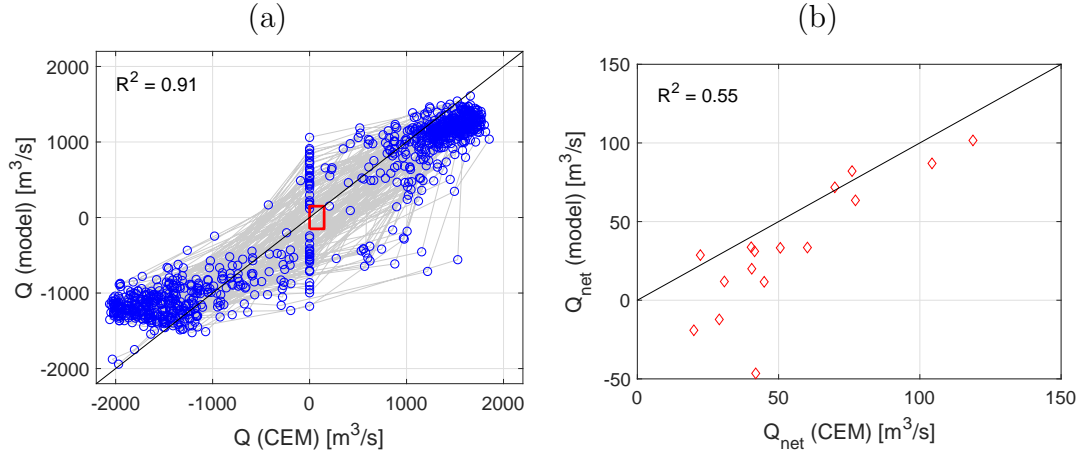 (a)
2000
1000
0
-1000
-2000
-2000
-1000
0
1000
2000
R² = 0.91
Q (model) [m³/s]
Q (CEM) [m³/s]
(b)
150
100
50
0
-50
0
50
100
150
R² = 0.55
Q_net (model) [m³/s]
Q_net (CEM) [m³/s]